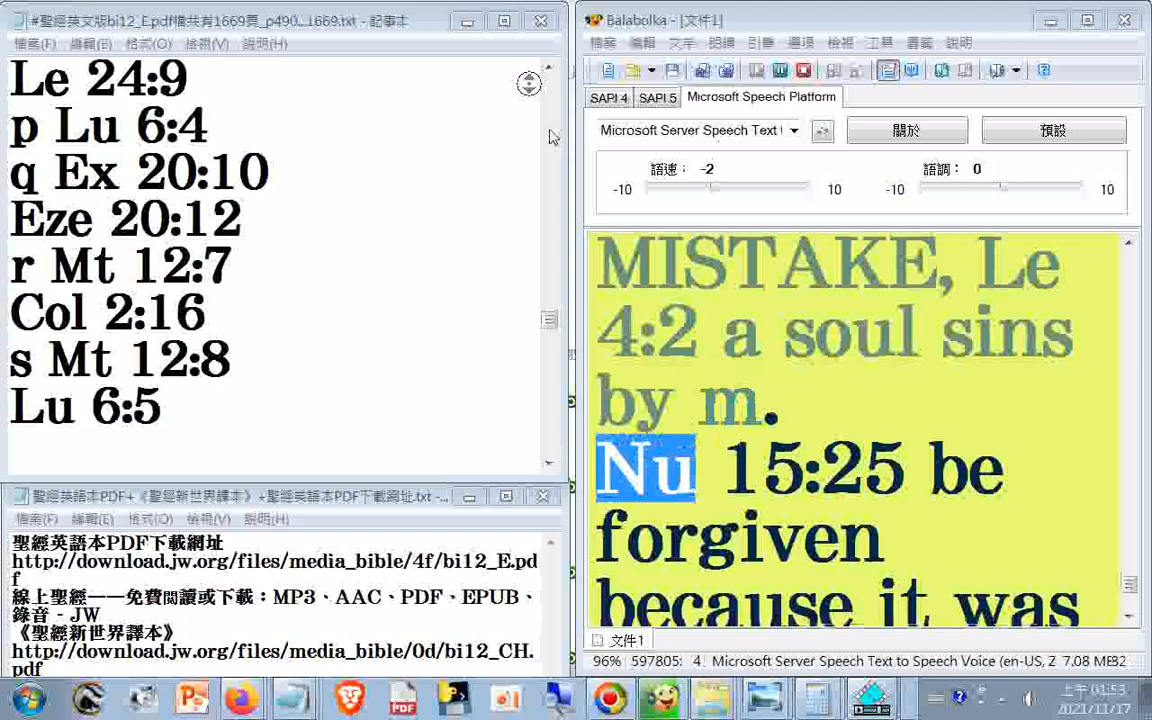 #聖經英文版bi12_E.pdf檔共有1669頁_p490...1669.txt - 記事本
檔案(F) 編輯(E) 格式(O) 檢視(V) 說明(H)
Le 24:9
p Lu 6:4
q Ex 20:10
Eze 20:12
r Mt 12:7
Col 2:16
s Mt 12:8
Lu 6:5
聖經英語本PDF+《聖經新世界譯本》+聖經英語本PDF下載網址.txt - ...
檔案(F) 編輯(E) 格式(O) 檢視(V) 說明(H)
聖經英語本PDF下載網址
http://download.jw.org/files/media_bible/4f/bi12_E.pd
f
線上聖經——免費閱讀或下載：MP3、AAC、PDF、EPUB、
錄音 - JW
《聖經新世界譯本》
http://download.jw.org/files/media_bible/0d/bi12_CH.
pdf
Balabolka - [文件1]
檔案 編輯 文字 朗讀 引擎 選項 檢視 工具 書籤 說明
SAPI 4 SAPI 5 Microsoft Speech Platform
Microsoft Server Speech Text 關於 預設
語速： -2 語調： 0
-10 10 -10 10
MISTAKE, Le
4:2 a soul sins
by m.
Nu 15:25 be
forgiven
because it was
文件1
96% 597805: 4 Microsoft Server Speech Text to Speech Voice (en-US, Z 7.08 MB
PDF
上午 01:53
2021/11/17